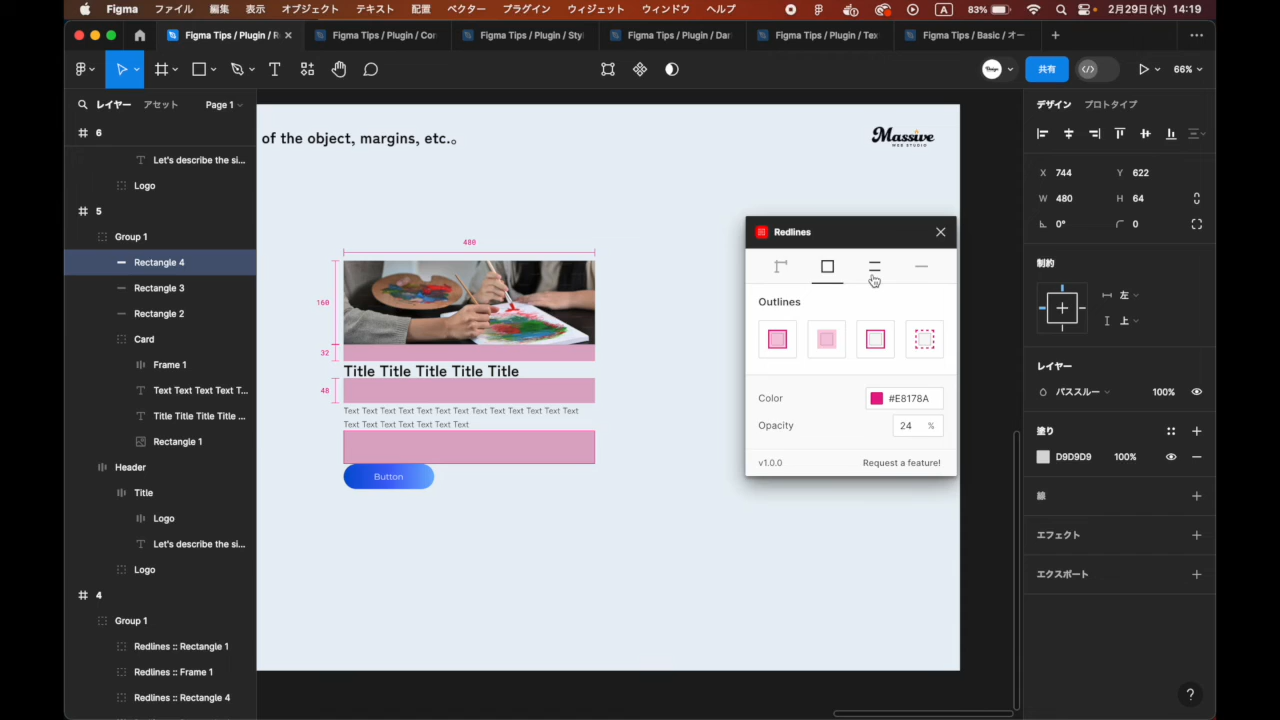 Figma ファイル 編集 表示 オブジェクト テキスト 配置 ベクター プラグイン ウィジェット ウィンドウ ヘルプ A 83% 2月29日(木) 14:19
Figma Tips / Plugin / R
Figma Tips / Plugin / Con
Figma Tips / Plugin / Styl
Figma Tips / Plugin / Dar
Figma Tips / Plugin / Tex
Figma Tips / Basic / オー
共有
66%
レイヤー アセット Page 1
6
Let's describe the si...
Logo
5
Group 1
Rectangle 4
Rectangle 3
Rectangle 2
Card
Frame 1
Text Text Text Text T...
Title Title Title Title ...
Rectangle 1
Header
Title
Logo
Let's describe the si...
Logo
4
Group 1
Redlines :: Rectangle 1
Redlines :: Frame 1
Redlines :: Rectangle 4
of the object, margins, etc.。
Massive
WEB STUDIO
480
160
32
Title Title Title Title Title
48
Text Text Text Text Text Text Text Text Text Text Text Text Text
Text Text Text Text Text Text Text
Button
Redlines
Outlines
Color #E8178A
Opacity 24 %
v1.0.0 Request a feature!
デザイン プロトタイプ
X 744 Y 622
W 480 H 64
0° 0
制約
左
上
レイヤー
パススルー 100%
塗り
D9D9D9 100%
線
エフェクト
エクスポート
?